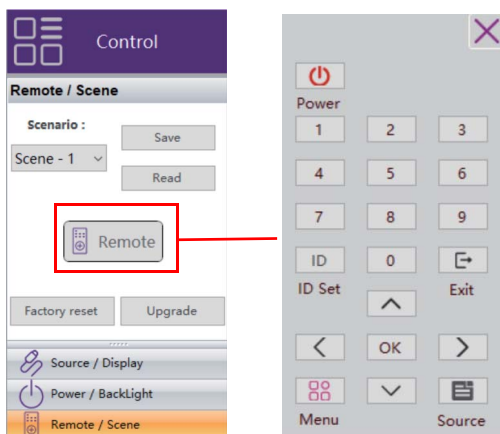 Control
Remote / Scene
Scenario :
Save
Scene - 1
Read
Remote
Factory reset
Upgrade
Source / Display
Power / BackLight
Remote / Scene
Power
1 2 3
4 5 6
7 8 9
ID 0
ID Set Exit
OK
Menu Source